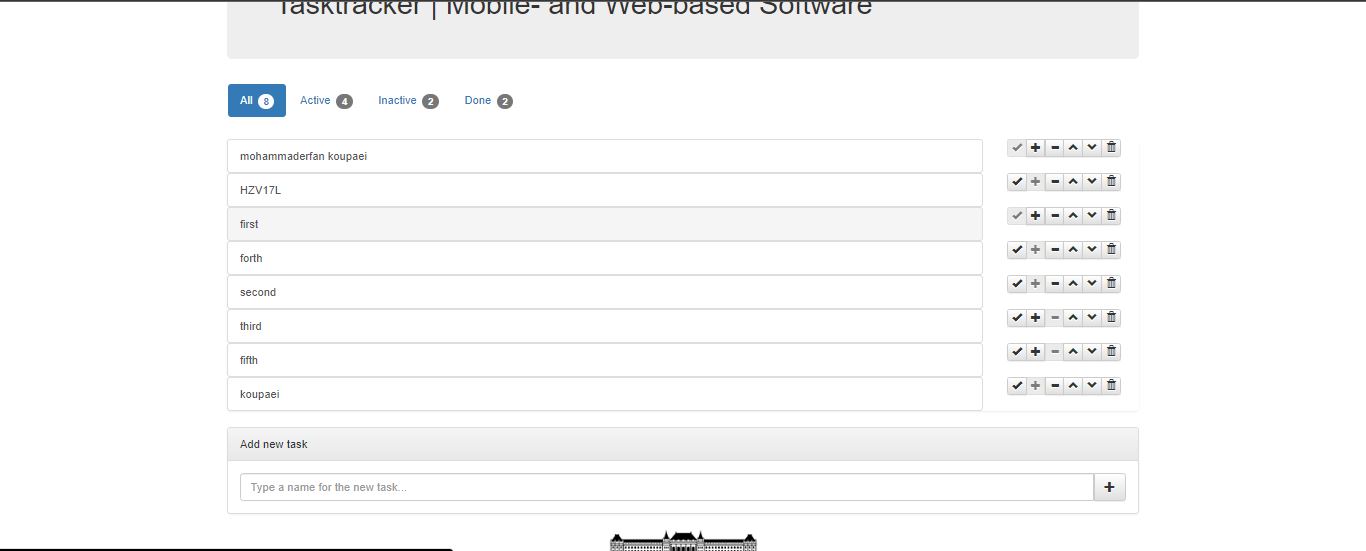 Tasktracker | Mobile- and Web-based Software
All 8 Active 4 Inactive 2 Done 2
mohammaderfan koupaei
HZV17L
first
forth
second
third
fifth
koupaei
Add new task
Type a name for the new task...